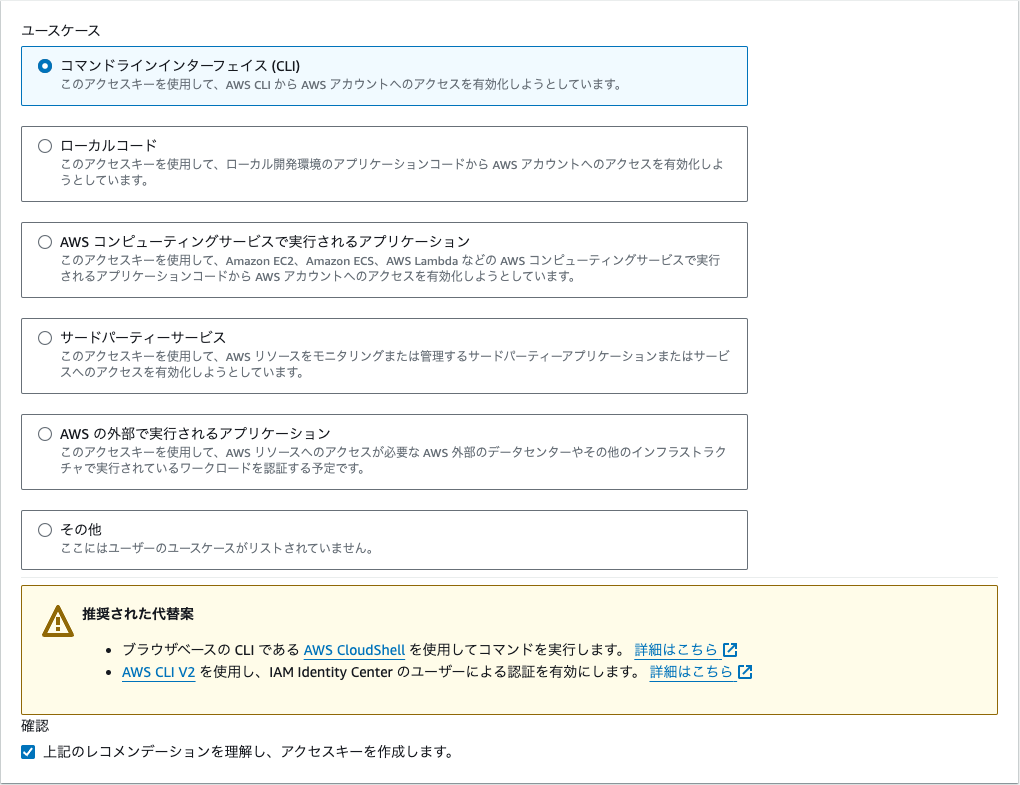 ユースケース
コマンドラインインターフェイス (CLI)
このアクセスキーを使用して、AWS CLI から AWS アカウントへのアクセスを有効化しようとしています。
ローカルコード
このアクセスキーを使用して、ローカル開発環境のアプリケーションコードから AWS アカウントへのアクセスを有効化しよ
うとしています。
AWS コンピューティングサービスで実行されるアプリケーション
このアクセスキーを使用して、Amazon EC2、Amazon ECS、AWS Lambda などの AWS コンピューティングサービスで実行
されるアプリケーションコードから AWS アカウントへのアクセスを有効化しようとしています。
サードパーティーサービス
このアクセスキーを使用して、AWS リソースをモニタリングまたは管理するサードパーティーアプリケーションまたはサービ
スへのアクセスを有効化しようとしています。
AWS の外部で実行されるアプリケーション
このアクセスキーを使用して、AWS リソースへのアクセスが必要な AWS 外部のデータセンターやその他のインフラストラク
チャで実行されているワークロードを認証する予定です。
その他
ここにはユーザーのユースケースがリストされていません。
推奨された代替案
ブラウザベースの CLI である AWS CloudShell を使用してコマンドを実行します。 詳細はこちら
AWS CLI V2 を使用し、IAM Identity Center のユーザーによる認証を有効にします。 詳細はこちら
確認
上記のレコメンデーションを理解し、アクセスキーを作成します。